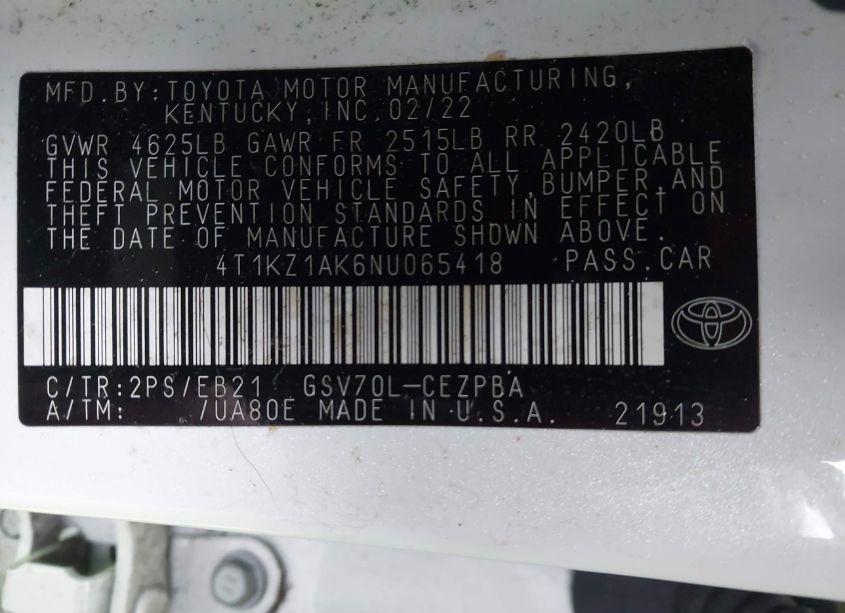 MFD.BY:TOYOTA MOTOR MANUFACTURING,
KENTUCKY,INC.02/22
GVWR 4625LB GAWR FR 2515LB RR 2420LB
THIS VEHICLE CONFORMS TO ALL APPLICABLE
FEDERAL MOTOR VEHICLE SAFETY,BUMPER,AND
THEFT PREVENTION STANDARDS IN EFFECT ON
THE DATE OF MANUFACTURE SHOWN ABOVE.
4T1KZ1AK6NU065418 PASS.CAR
C/TR:2PS/EB21 GSV70L-CEZPBA
A/TM: /UA80E MADE IN U.S.A. 21913